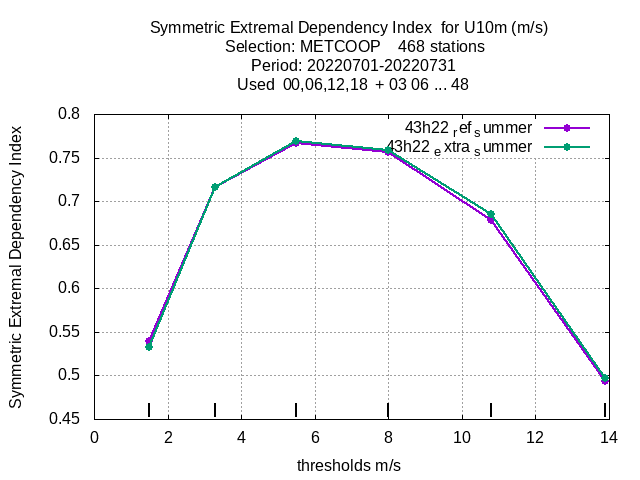 Symmetric Extremal Dependency Index  for U10m (m/s)
Selection: METCOOP    468 stations
Period: 20220701-20220731
Used  00,06,12,18  + 03 06 ... 48
43h22 ref summer
43h22 extra summer
0.8
0.75
0.7
0.65
0.6
0.55
0.5
0.45
Symmetric Extremal Dependency Index
0 2 4 6 8 10 12 14
thresholds m/s